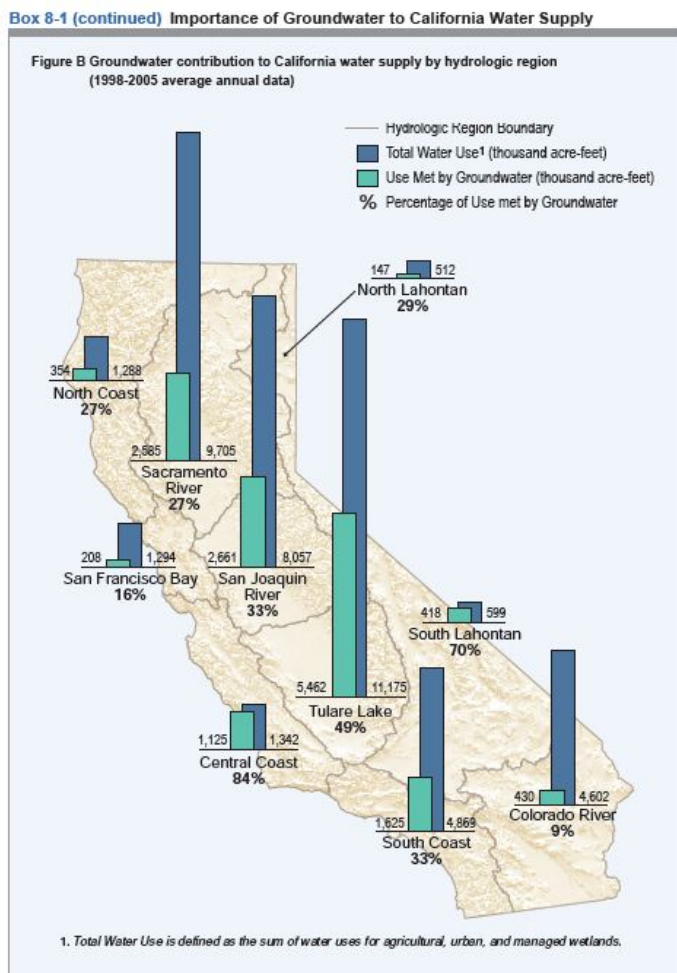 Box 8-1 (continued) Importance of Groundwater to California Water Supply
Figure B Groundwater contribution to California water supply by hydrologic region
(1998-2005 average annual data)
Hydrologic Region Boundary
Total Water Use¹ (thousand acre-feet)
Use Met by Groundwater (thousand acre-feet)
% Percentage of Use met by Groundwater
147 512
North Lahontan
29%
354 1,288
North Coast
27%
2,585 9,705
Sacramento
River
27%
208 1,294
San Francisco Bay
16%
2,661 8,057
San Joaquin
River
33%
418 599
South Lahontan
70%
5,462 11,175
Tulare Lake
49%
1,125 1,342
Central Coast
84%
430 4,602
Colorado River
9%
1,625 4,869
South Coast
33%
1. Total Water Use is defined as the sum of water uses for agricultural, urban, and managed wetlands.